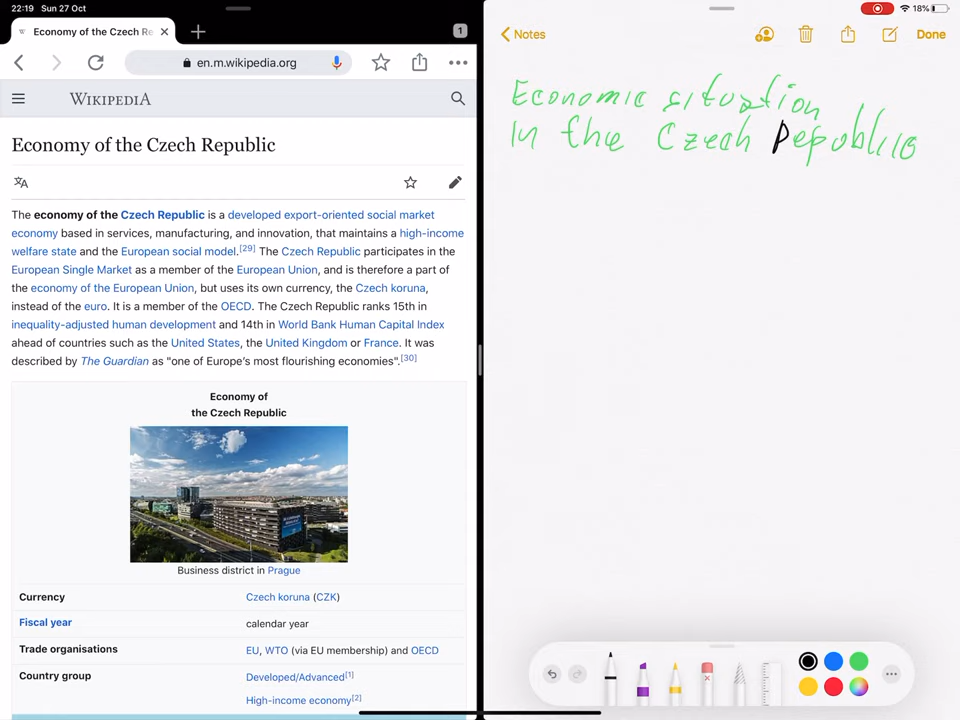 22:19 Sun 27 Oct
18%
W Economy of the Czech Re
1
en.m.wikipedia.org
WIKIPEDIA
Economy of the Czech Republic
The economy of the Czech Republic is a developed export-oriented social market
economy based in services, manufacturing, and innovation, that maintains a high-income
welfare state and the European social model.[29] The Czech Republic participates in the
European Single Market as a member of the European Union, and is therefore a part of
the economy of the European Union, but uses its own currency, the Czech koruna,
instead of the euro. It is a member of the OECD. The Czech Republic ranks 15th in
inequality-adjusted human development and 14th in World Bank Human Capital Index
ahead of countries such as the United States, the United Kingdom or France. It was
described by The Guardian as "one of Europe's most flourishing economies".[30]
Economy of
the Czech Republic
Business district in Prague
Currency Czech koruna (CZK)
Fiscal year calendar year
Trade organisations EU, WTO (via EU membership) and OECD
Country group Developed/Advanced[1]
High-income economy[2]
Notes
Done
Economic situation
In the Czech Republic